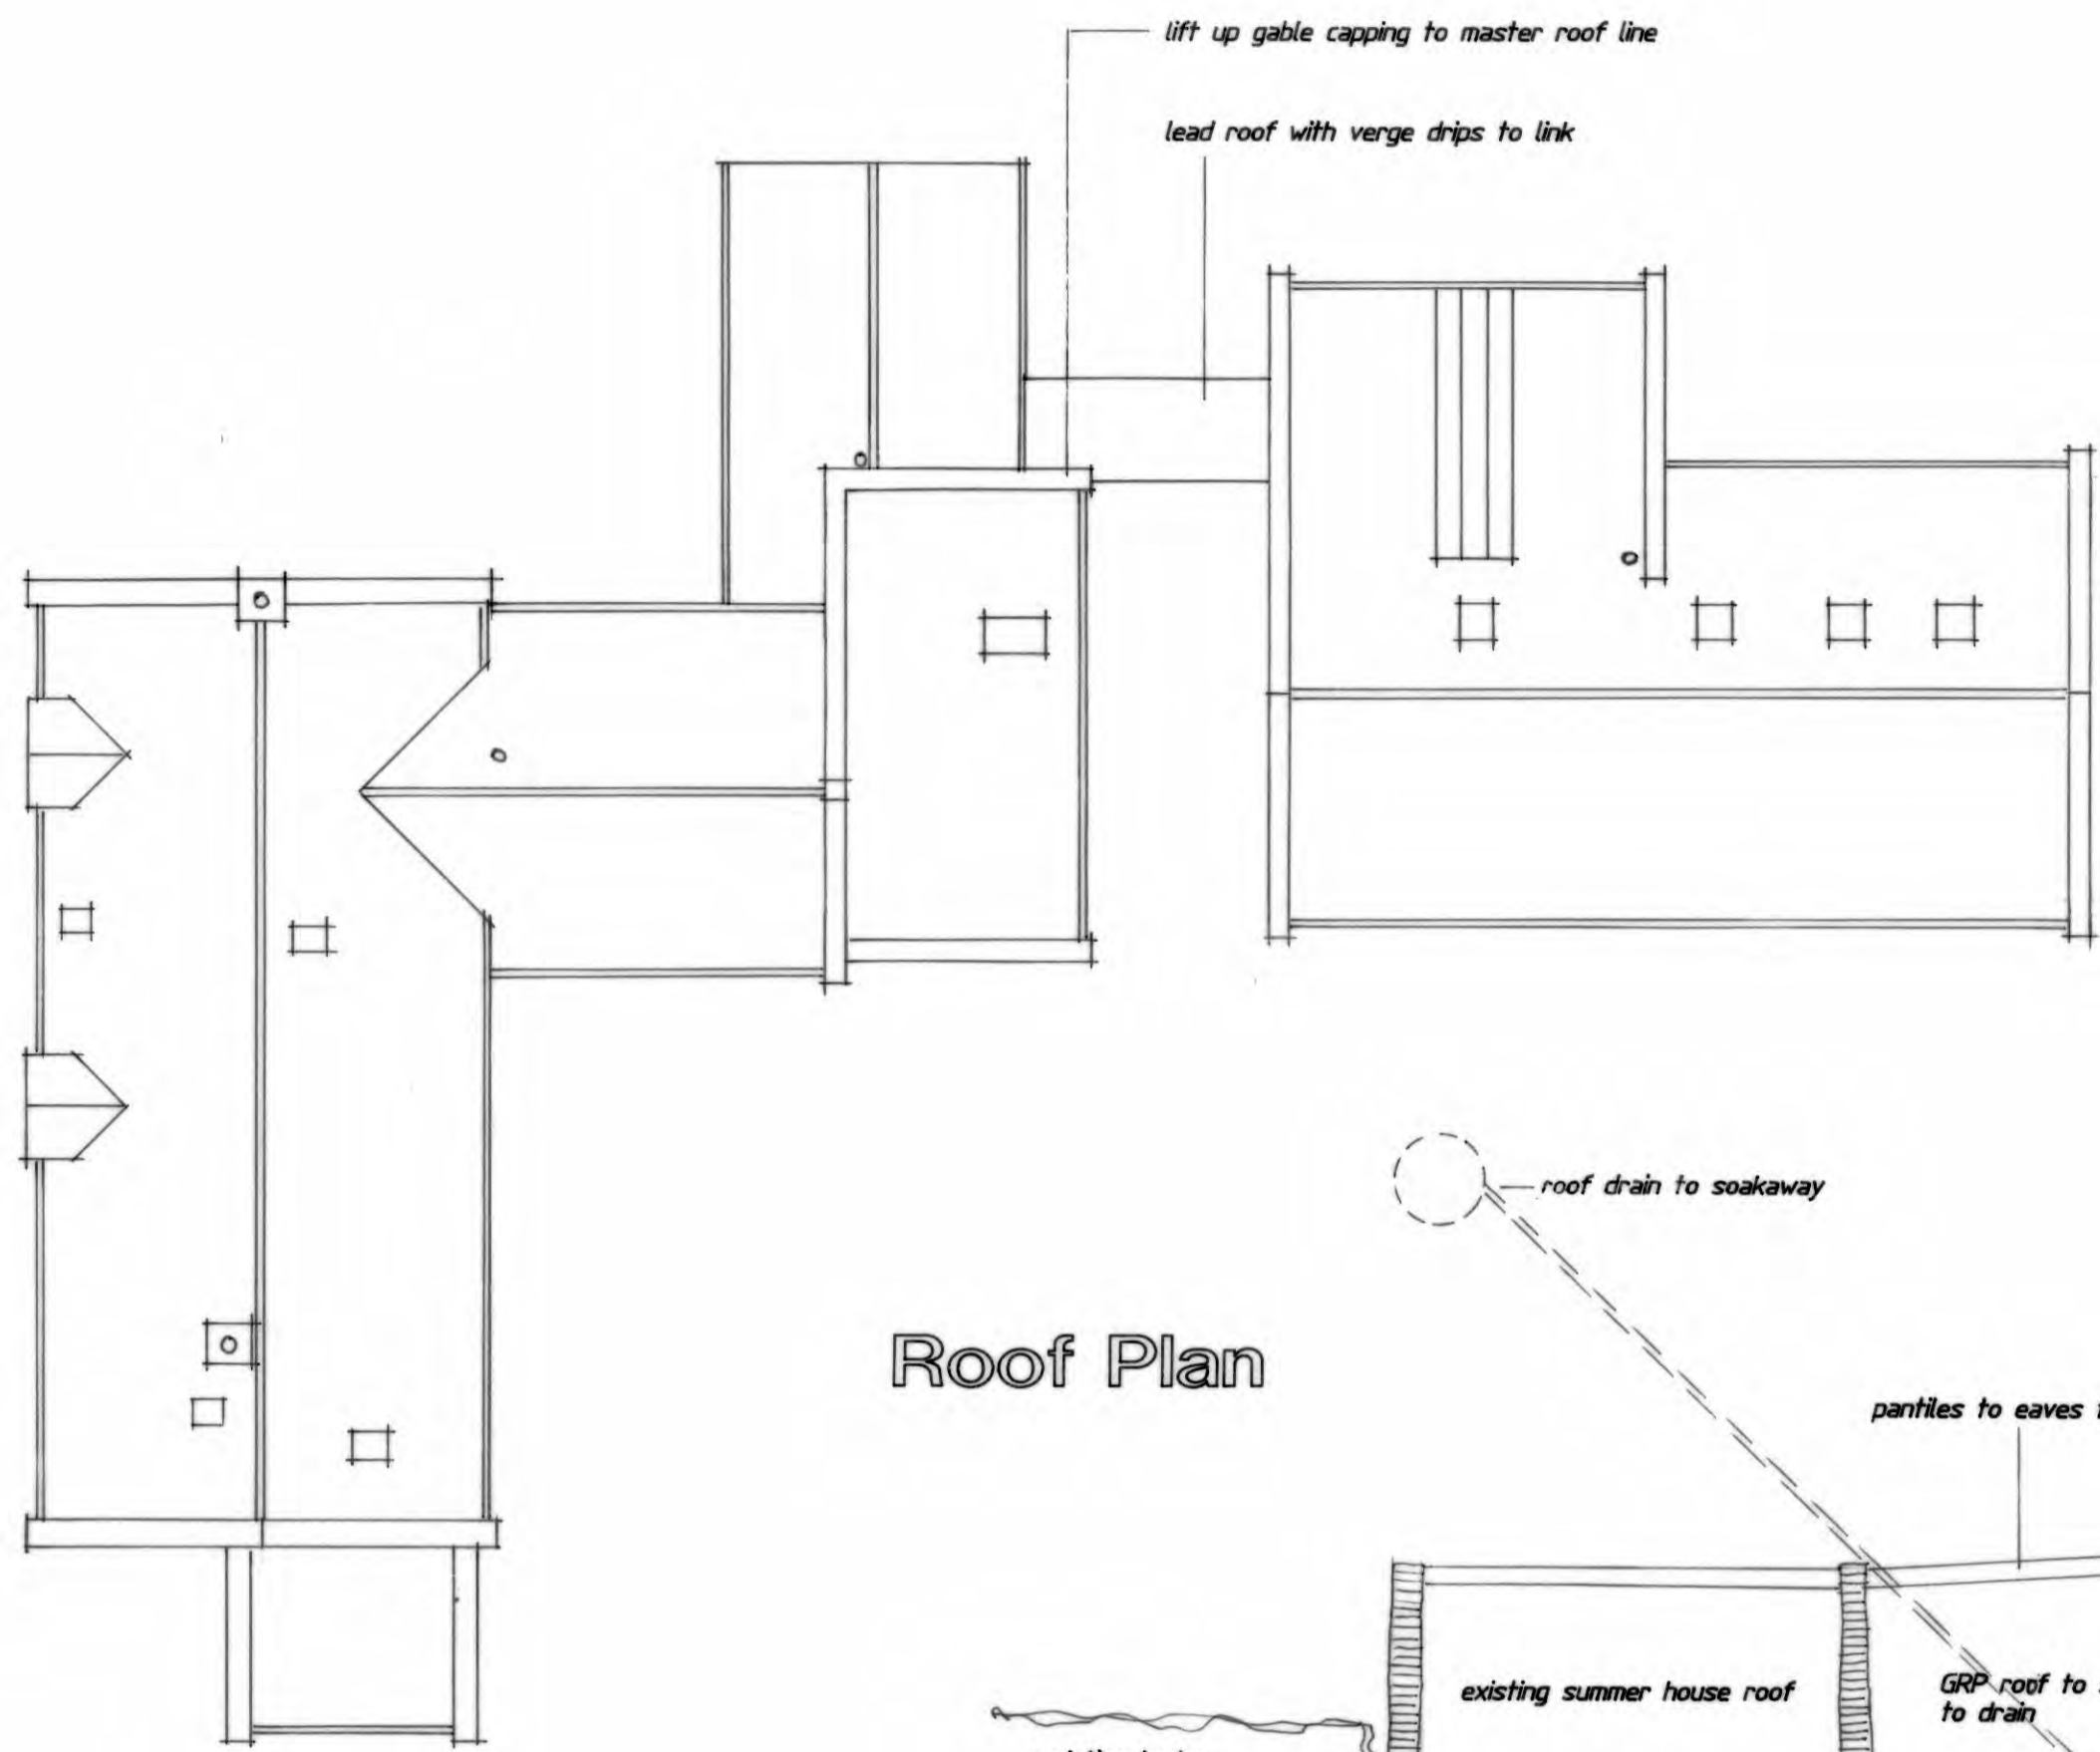 lift up gable capping to master roof line
lead roof with verge drips to link
roof drain to soakaway
Roof Plan
pantiles to eaves
existing summer house roof
GRP roof to
to drain